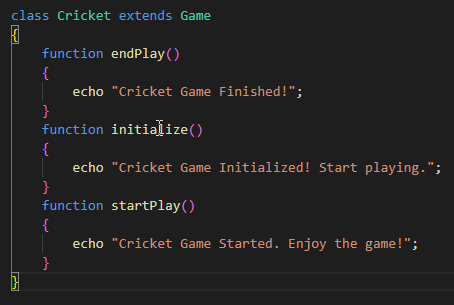 class Cricket extends Game
{
    function endPlay()
    {
        echo "Cricket Game Finished!";
    }
    function initialize()
    {
        echo "Cricket Game Initialized! Start playing.";
    }
    function startPlay()
    {
        echo "Cricket Game Started. Enjoy the game!";
    }
}